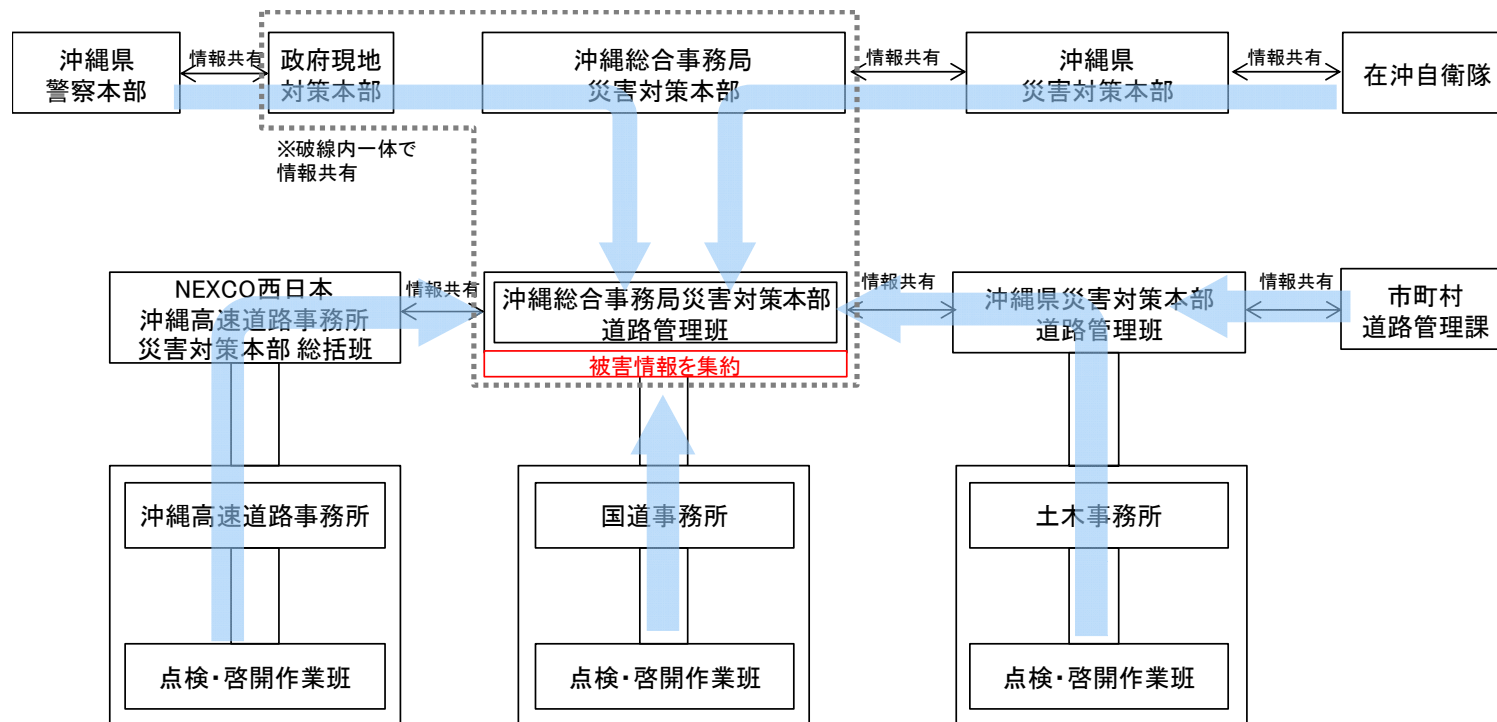 沖縄県
警察本部
情報共有
政府現地
対策本部
沖縄総合事務局
災害対策本部
情報共有
沖縄県
災害対策本部
情報共有
在沖自衛隊
※破線内一体で
情報共有
NEXCO西日本
沖縄高速道路事務所
災害対策本部 総括班
情報共有
沖縄総合事務局災害対策本部
道路管理班
被害情報を集約
情報共有
沖縄県災害対策本部
道路管理班
情報共有
市町村
道路管理課
沖縄高速道路事務所
国道事務所
土木事務所
点検・啓開作業班
点検・啓開作業班
点検・啓開作業班